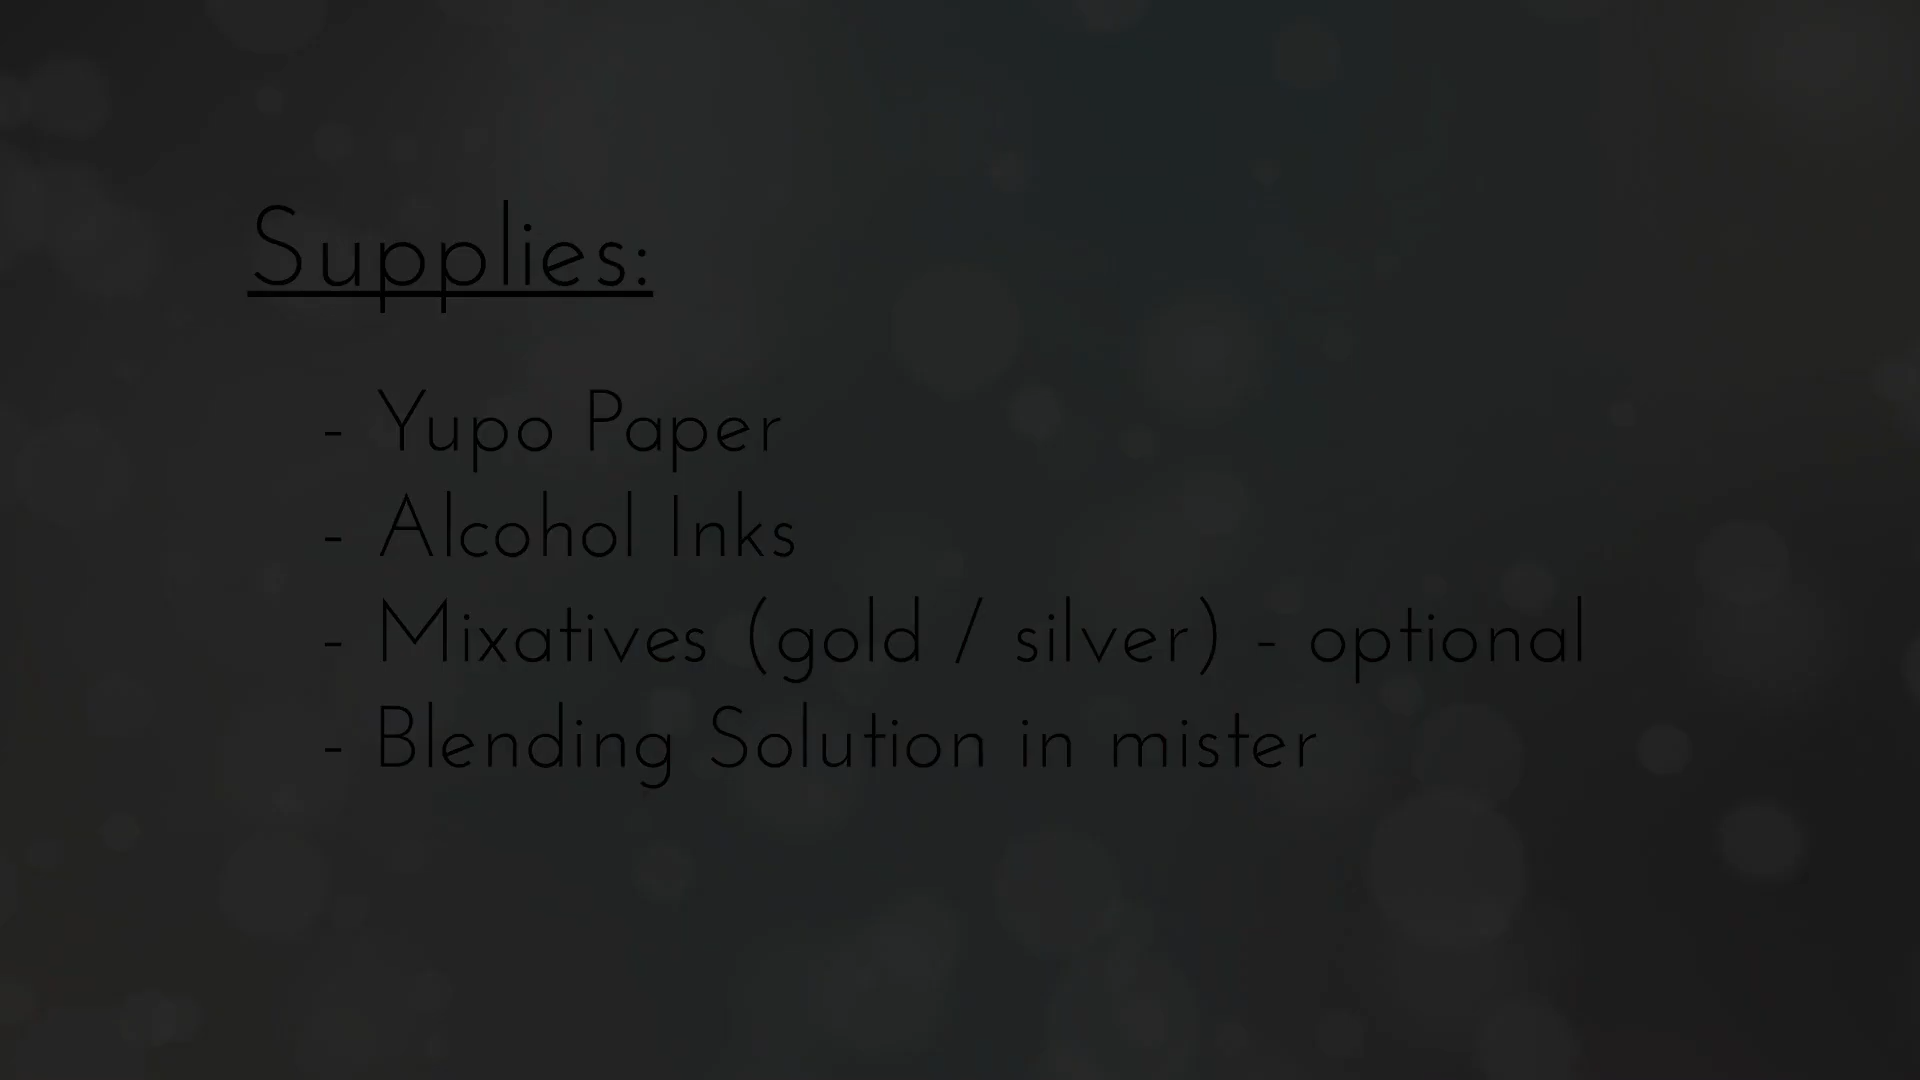 Supplies:
- Yupo Paper
- Alcohol Inks
- Mixatives (gold / silver) - optional
- Blending Solution in mister